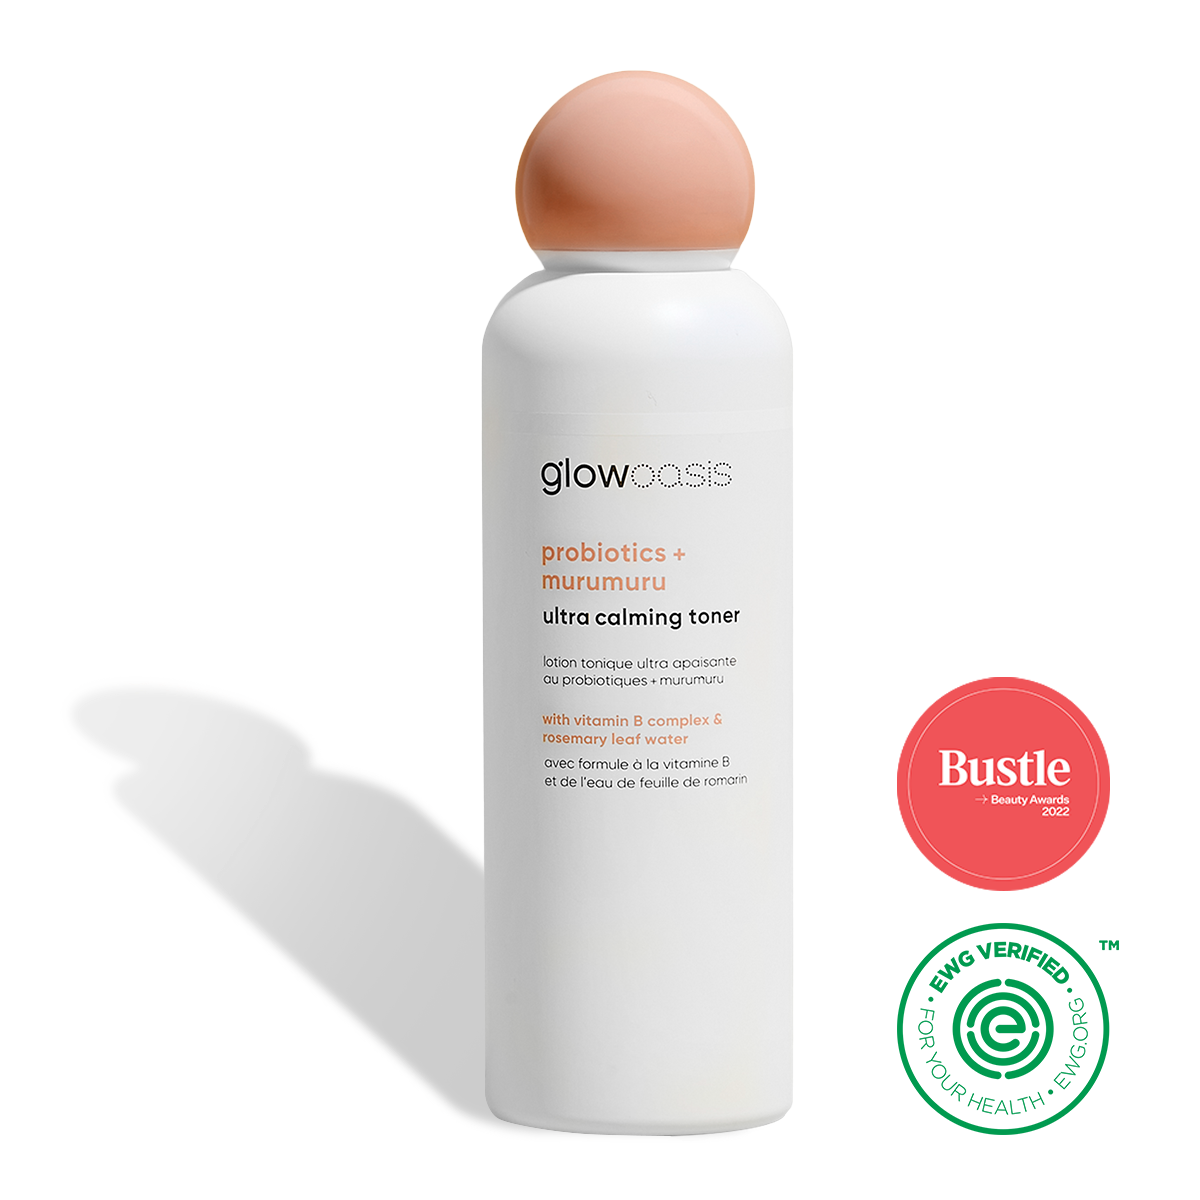 glowoasis
probiotics +
murumuru
ultra calming toner
lotion tonique ultra apaisante
au probiotiques + murumuru
with vitamin B complex &
rosemary leaf water
avec formule à la vitamine B
et de l'eau de feuille de romarin
Bustle
→ Beauty Awards
2022
• EWG VERIFIED •
FOR YOUR HEALTH • EWG.ORG
™